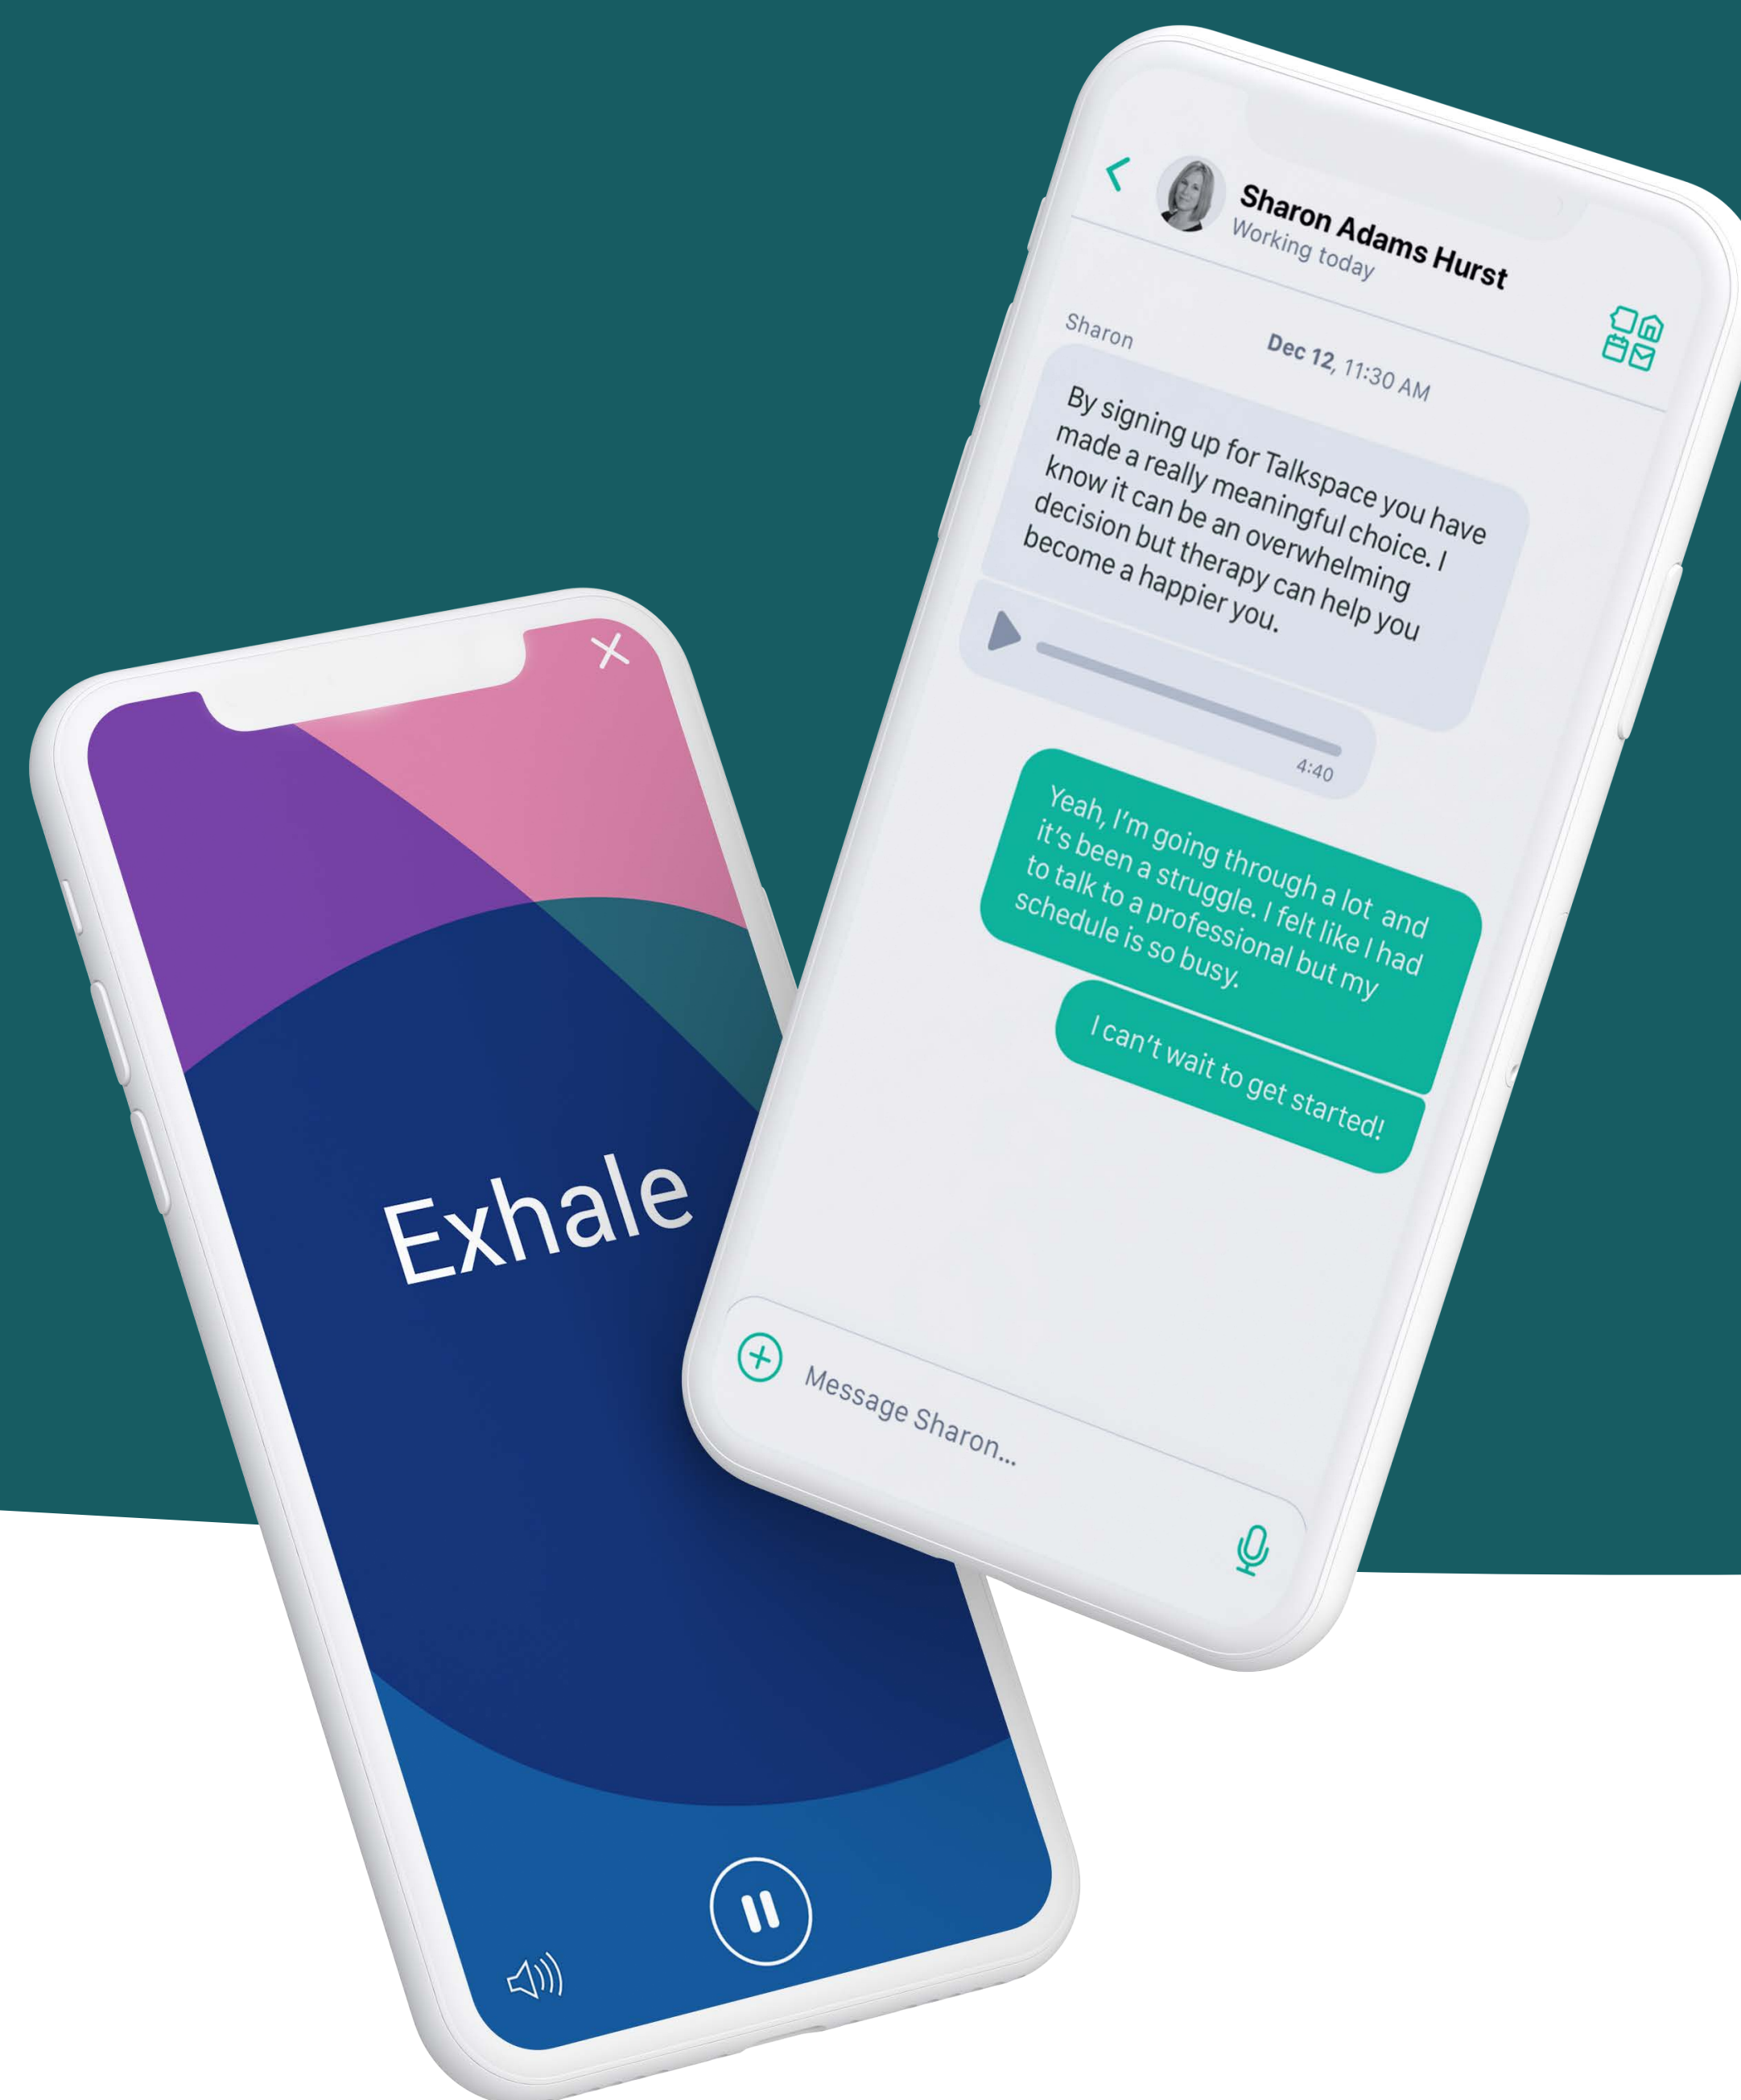 Sharon Adams Hurst
Working today
Sharon
Dec 12, 11:30 AM
By signing up for Talkspace you have
made a really meaningful choice. I
know it can be an overwhelming
decision but therapy can help you
become a happier you.
4:40
Yeah, I'm going through a lot and
it's been a struggle. I felt like I had
to talk to a professional but my
schedule is so busy.
I can't wait to get started!
Message Sharon...
Exhale